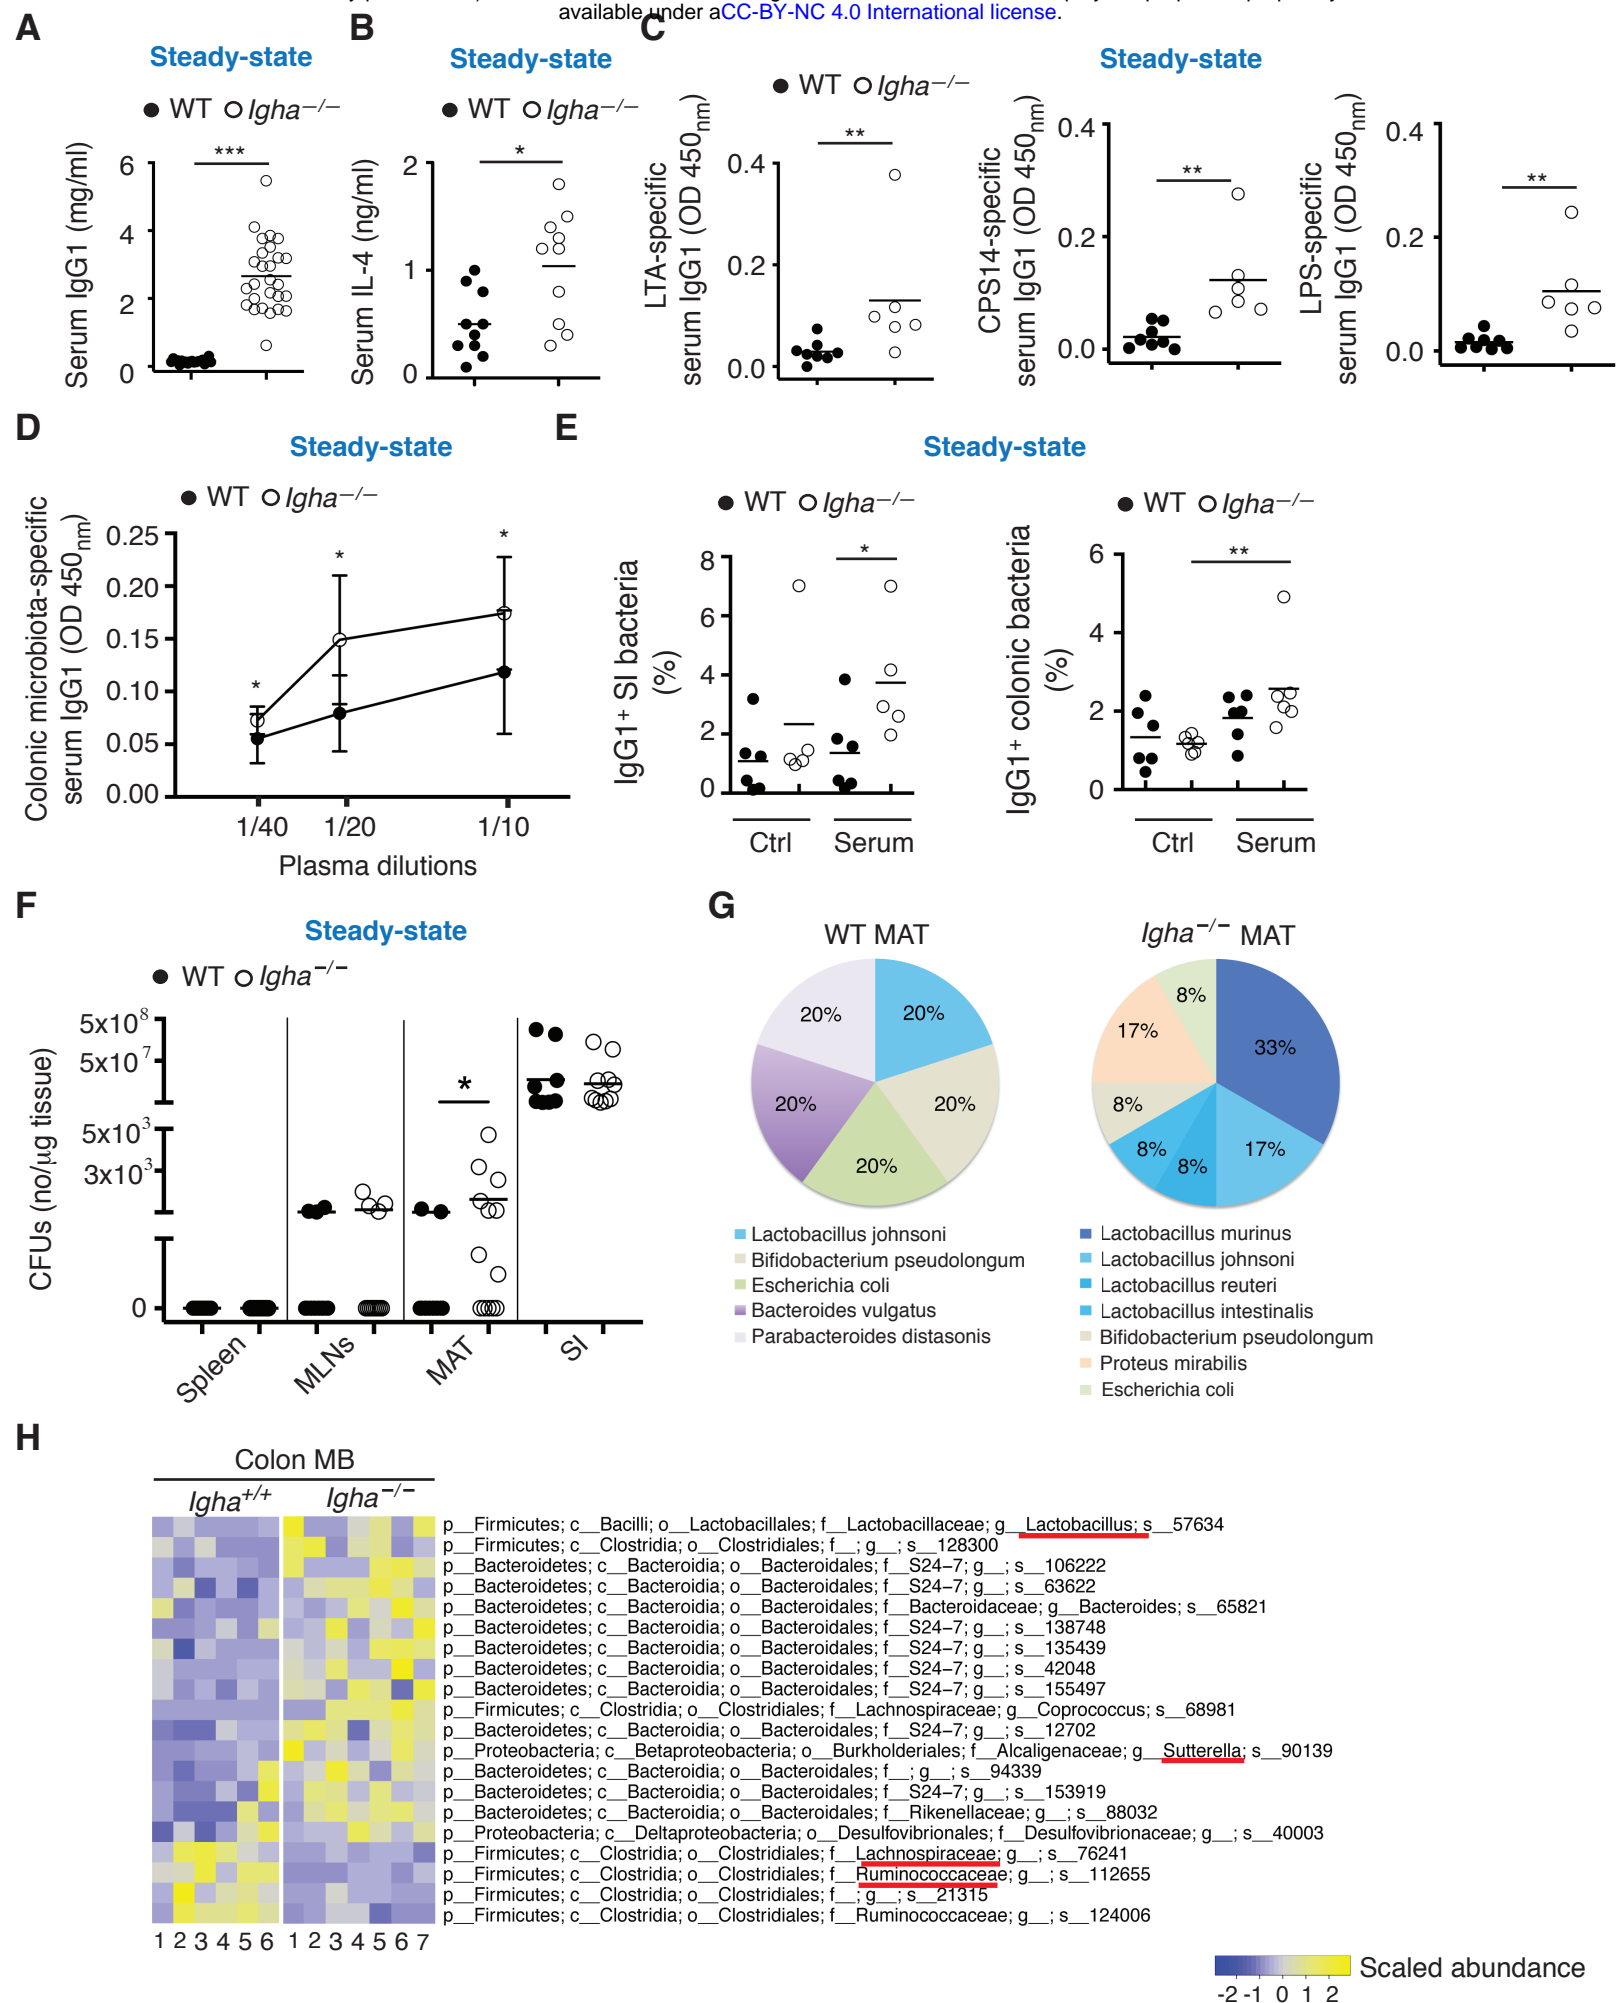 available under aCC-BY-NC 4.0 International license.
A
Steady-state
WT Igha−/−
Serum IgG1 (mg/ml)
6
4
2
0
***
B
Steady-state
WT Igha−/−
Serum IL-4 (ng/ml)
2
1
0
*
C
Steady-state
WT Igha−/−
LTA-specific
serum IgG1 (OD 450nm)
0.4
0.2
0.0
**
CPS14-specific
serum IgG1 (OD 450nm)
0.4
0.2
0.0
**
LPS-specific
serum IgG1 (OD 450nm)
0.4
0.2
0.0
**
D
Steady-state
WT Igha−/−
Colonic microbiota-specific
serum IgG1 (OD 450nm)
0.25
0.20
0.15
0.10
0.05
0.00
* * *
1/40 1/20 1/10
Plasma dilutions
E
Steady-state
WT Igha−/−
IgG1+ SI bacteria
(%)
8
6
4
2
0
*
Ctrl Serum
WT Igha−/−
IgG1+ colonic bacteria
(%)
6
4
2
0
**
Ctrl Serum
F
Steady-state
WT Igha−/−
CFUs (no/µg tissue)
5x10^8
5x10^7
5x10^3
3x10^3
0
*
Spleen MLNs MAT SI
G
WT MAT
20%
20%
20%
20%
20%
Lactobacillus johnsoni
Bifidobacterium pseudolongum
Escherichia coli
Bacteroides vulgatus
Parabacteroides distasonis
Igha−/− MAT
33%
17%
8%
8%
8%
17%
8%
Lactobacillus murinus
Lactobacillus johnsoni
Lactobacillus reuteri
Lactobacillus intestinalis
Bifidobacterium pseudolongum
Proteus mirabilis
Escherichia coli
H
Colon MB
Igha+/+ Igha−/−
p__Firmicutes; c__Bacilli; o__Lactobacillales; f__Lactobacillaceae; g__Lactobacillus; s__57634
p__Firmicutes; c__Clostridia; o__Clostridiales; f__; g__; s__128300
p__Bacteroidetes; c__Bacteroidia; o__Bacteroidales; f__S24−7; g__; s__106222
p__Bacteroidetes; c__Bacteroidia; o__Bacteroidales; f__S24−7; g__; s__63622
p__Bacteroidetes; c__Bacteroidia; o__Bacteroidales; f__Bacteroidaceae; g__Bacteroides; s__65821
p__Bacteroidetes; c__Bacteroidia; o__Bacteroidales; f__S24−7; g__; s__138748
p__Bacteroidetes; c__Bacteroidia; o__Bacteroidales; f__S24−7; g__; s__135439
p__Bacteroidetes; c__Bacteroidia; o__Bacteroidales; f__S24−7; g__; s__42048
p__Bacteroidetes; c__Bacteroidia; o__Bacteroidales; f__S24−7; g__; s__155497
p__Firmicutes; c__Clostridia; o__Clostridiales; f__Lachnospiraceae; g__Coprococcus; s__68981
p__Bacteroidetes; c__Bacteroidia; o__Bacteroidales; f__S24−7; g__; s__12702
p__Proteobacteria; c__Betaproteobacteria; o__Burkholderiales; f__Alcaligenaceae; g__Sutterella; s__90139
p__Bacteroidetes; c__Bacteroidia; o__Bacteroidales; f__; g__; s__94339
p__Bacteroidetes; c__Bacteroidia; o__Bacteroidales; f__S24−7; g__; s__153919
p__Bacteroidetes; c__Bacteroidia; o__Bacteroidales; f__Rikenellaceae; g__; s__88032
p__Proteobacteria; c__Deltaproteobacteria; o__Desulfovibrionales; f__Desulfovibrionaceae; g__; s__40003
p__Firmicutes; c__Clostridia; o__Clostridiales; f__Lachnospiraceae; g__; s__76241
p__Firmicutes; c__Clostridia; o__Clostridiales; f__Ruminococcaceae; g__; s__112655
p__Firmicutes; c__Clostridia; o__Clostridiales; f__; g__; s__21315
p__Firmicutes; c__Clostridia; o__Clostridiales; f__Ruminococcaceae; g__; s__124006
1 2 3 4 5 6 1 2 3 4 5 6 7
Scaled abundance
-2 -1 0 1 2